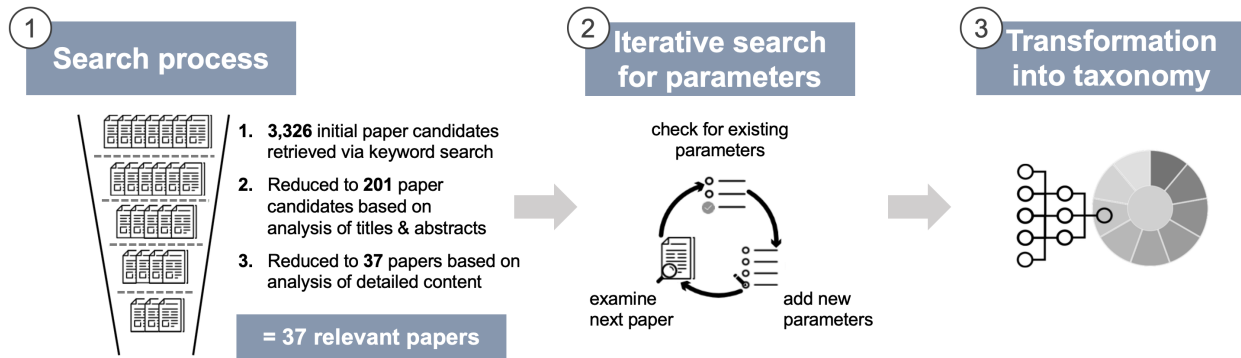 1
Search process
1. 3,326 initial paper candidates
retrieved via keyword search
2. Reduced to 201 paper
candidates based on
analysis of titles & abstracts
3. Reduced to 37 papers based on
analysis of detailed content
= 37 relevant papers
2
Iterative search
for parameters
check for existing
parameters
examine
next paper
add new
parameters
3
Transformation
into taxonomy